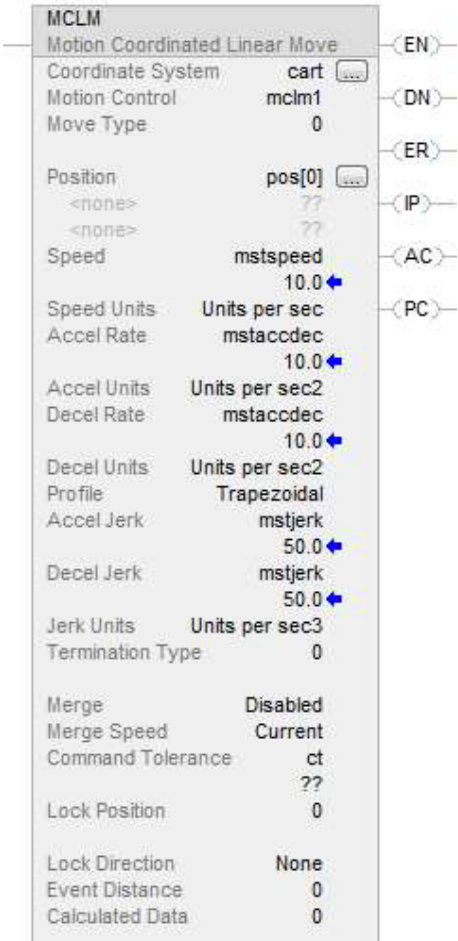 MCLM
Motion Coordinated Linear Move (EN)
Coordinate System cart ...
Motion Control mclm1 (DN)
Move Type 0
(ER)
Position pos[0] ...
<none> ?? (IP)
<none> ??
Speed mstspeed (AC)
10.0
Speed Units Units per sec (PC)
Accel Rate mstaccdec
10.0
Accel Units Units per sec2
Decel Rate mstaccdec
10.0
Decel Units Units per sec2
Profile Trapezoidal
Accel Jerk mstjerk
50.0
Decel Jerk mstjerk
50.0
Jerk Units Units per sec3
Termination Type 0
Merge Disabled
Merge Speed Current
Command Tolerance ct
??
Lock Position 0
Lock Direction None
Event Distance 0
Calculated Data 0